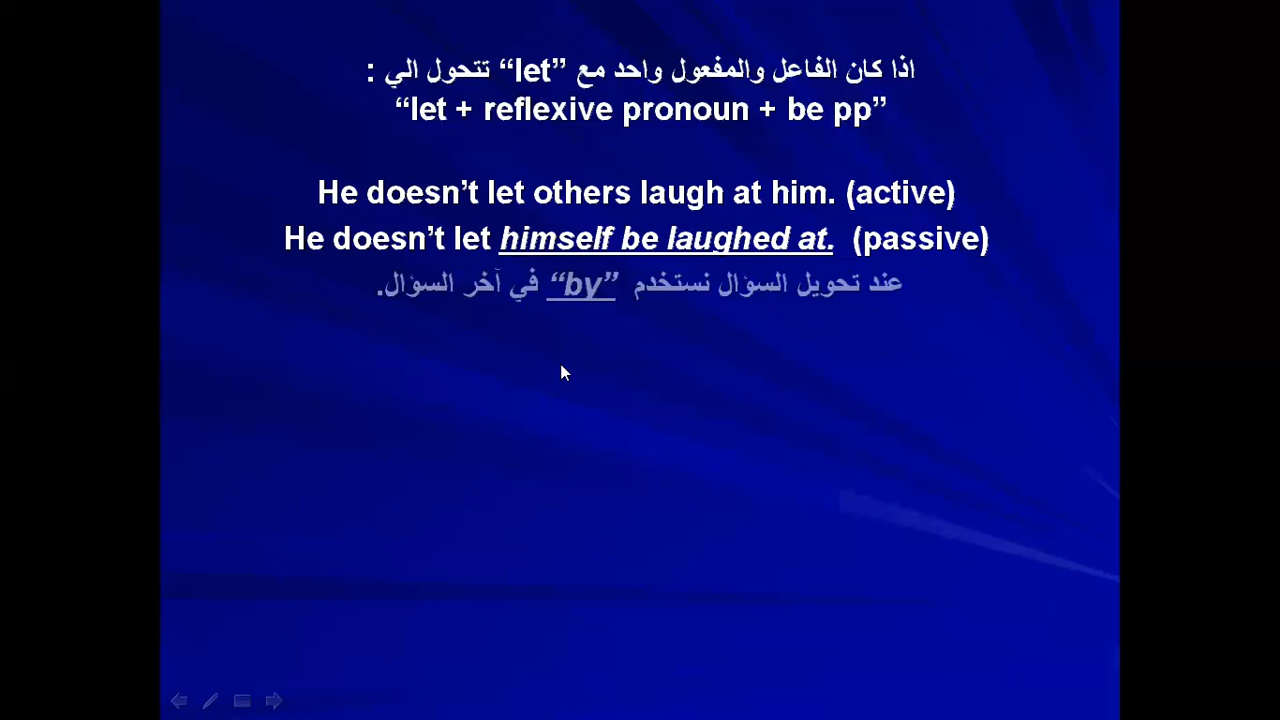 اذا كان الفاعل والمفعول واحد مع “let” تتحول الي :
“let + reflexive pronoun + be pp”
He doesn’t let others laugh at him. (active)
He doesn’t let himself be laughed at. (passive)
عند تحويل السؤال نستخدم “by” في آخر السؤال.